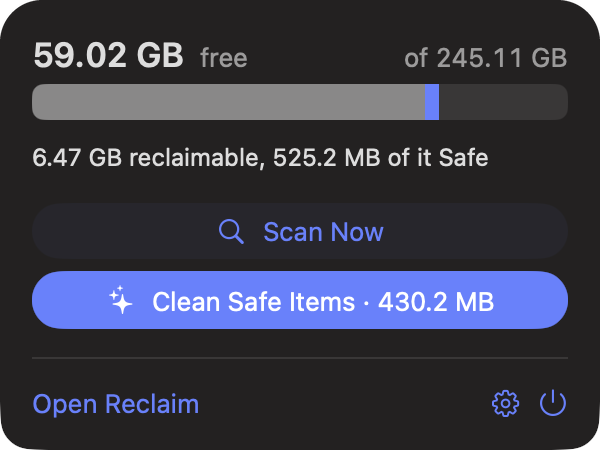 59.02 GB free of 245.11 GB
6.47 GB reclaimable, 525.2 MB of it Safe
Scan Now
Clean Safe Items · 430.2 MB
Open Reclaim